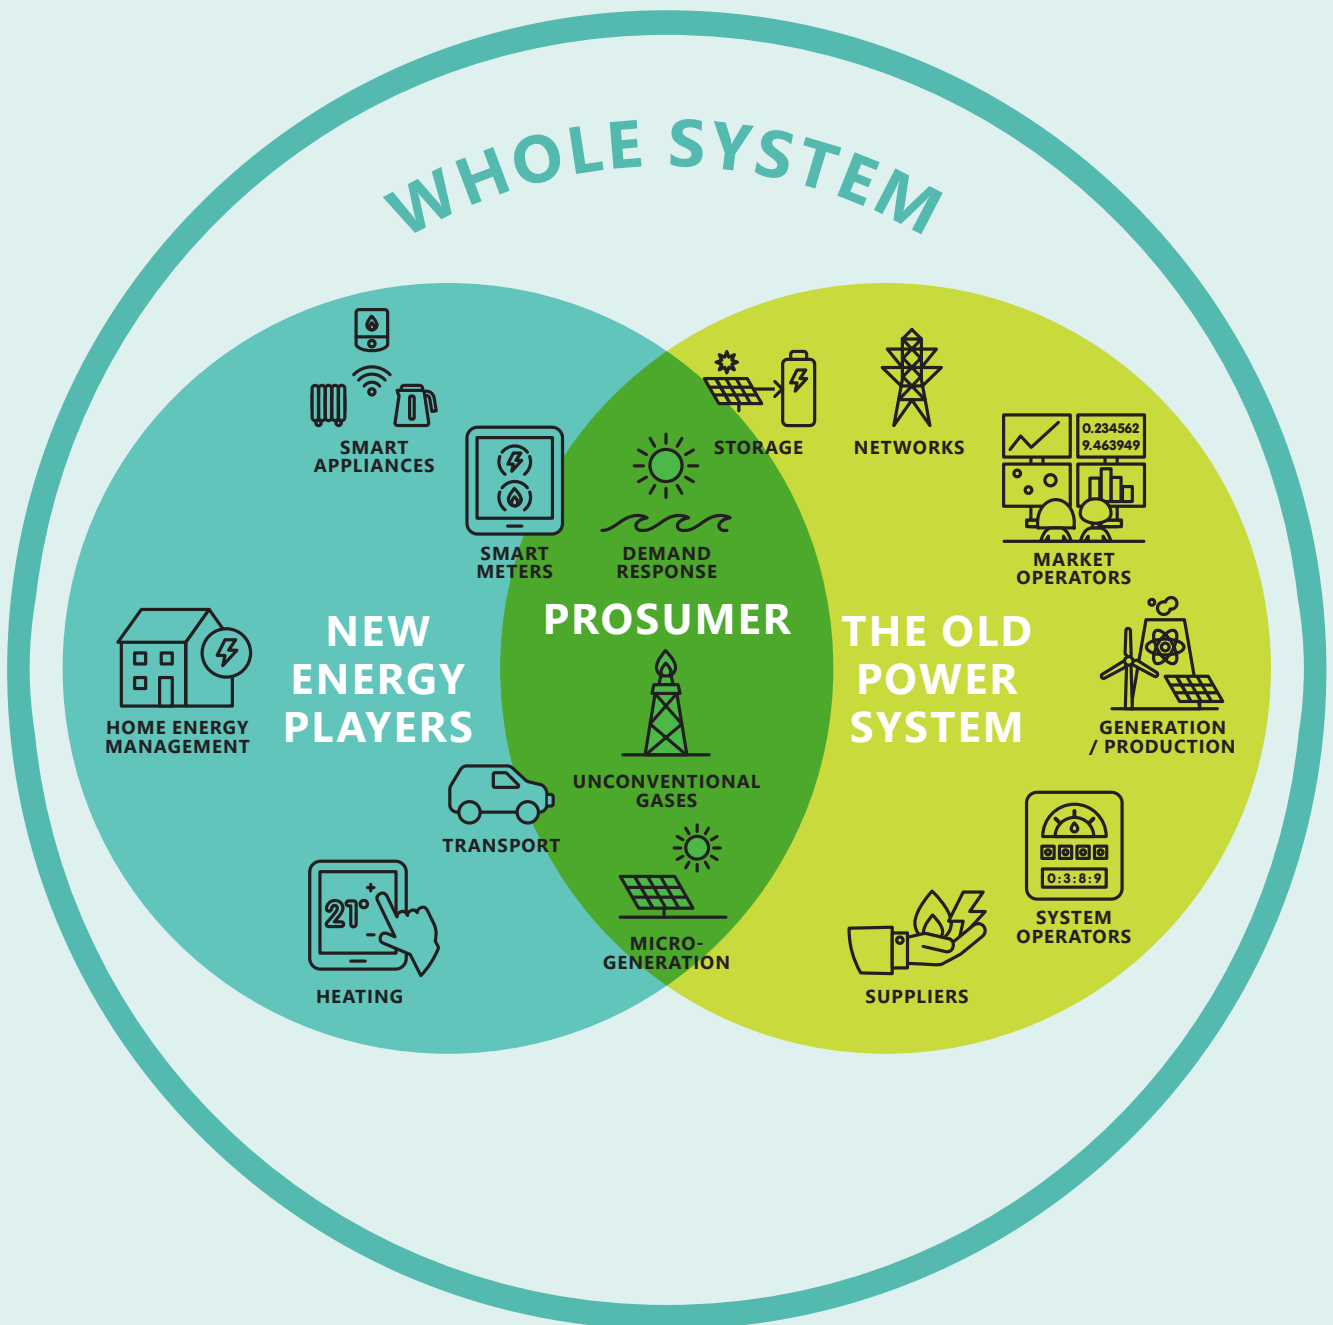 WHOLE SYSTEM
SMART
APPLIANCES
STORAGE
NETWORKS
0.234562
9.463949
MARKET
OPERATORS
SMART
METERS
DEMAND
RESPONSE
PROSUMER
NEW
ENERGY
PLAYERS
THE OLD
POWER
SYSTEM
HOME ENERGY
MANAGEMENT
GENERATION
/ PRODUCTION
UNCONVENTIONAL
GASES
TRANSPORT
21°
+
-
HEATING
MICRO-
GENERATION
0:3:8:9
SYSTEM
OPERATORS
SUPPLIERS